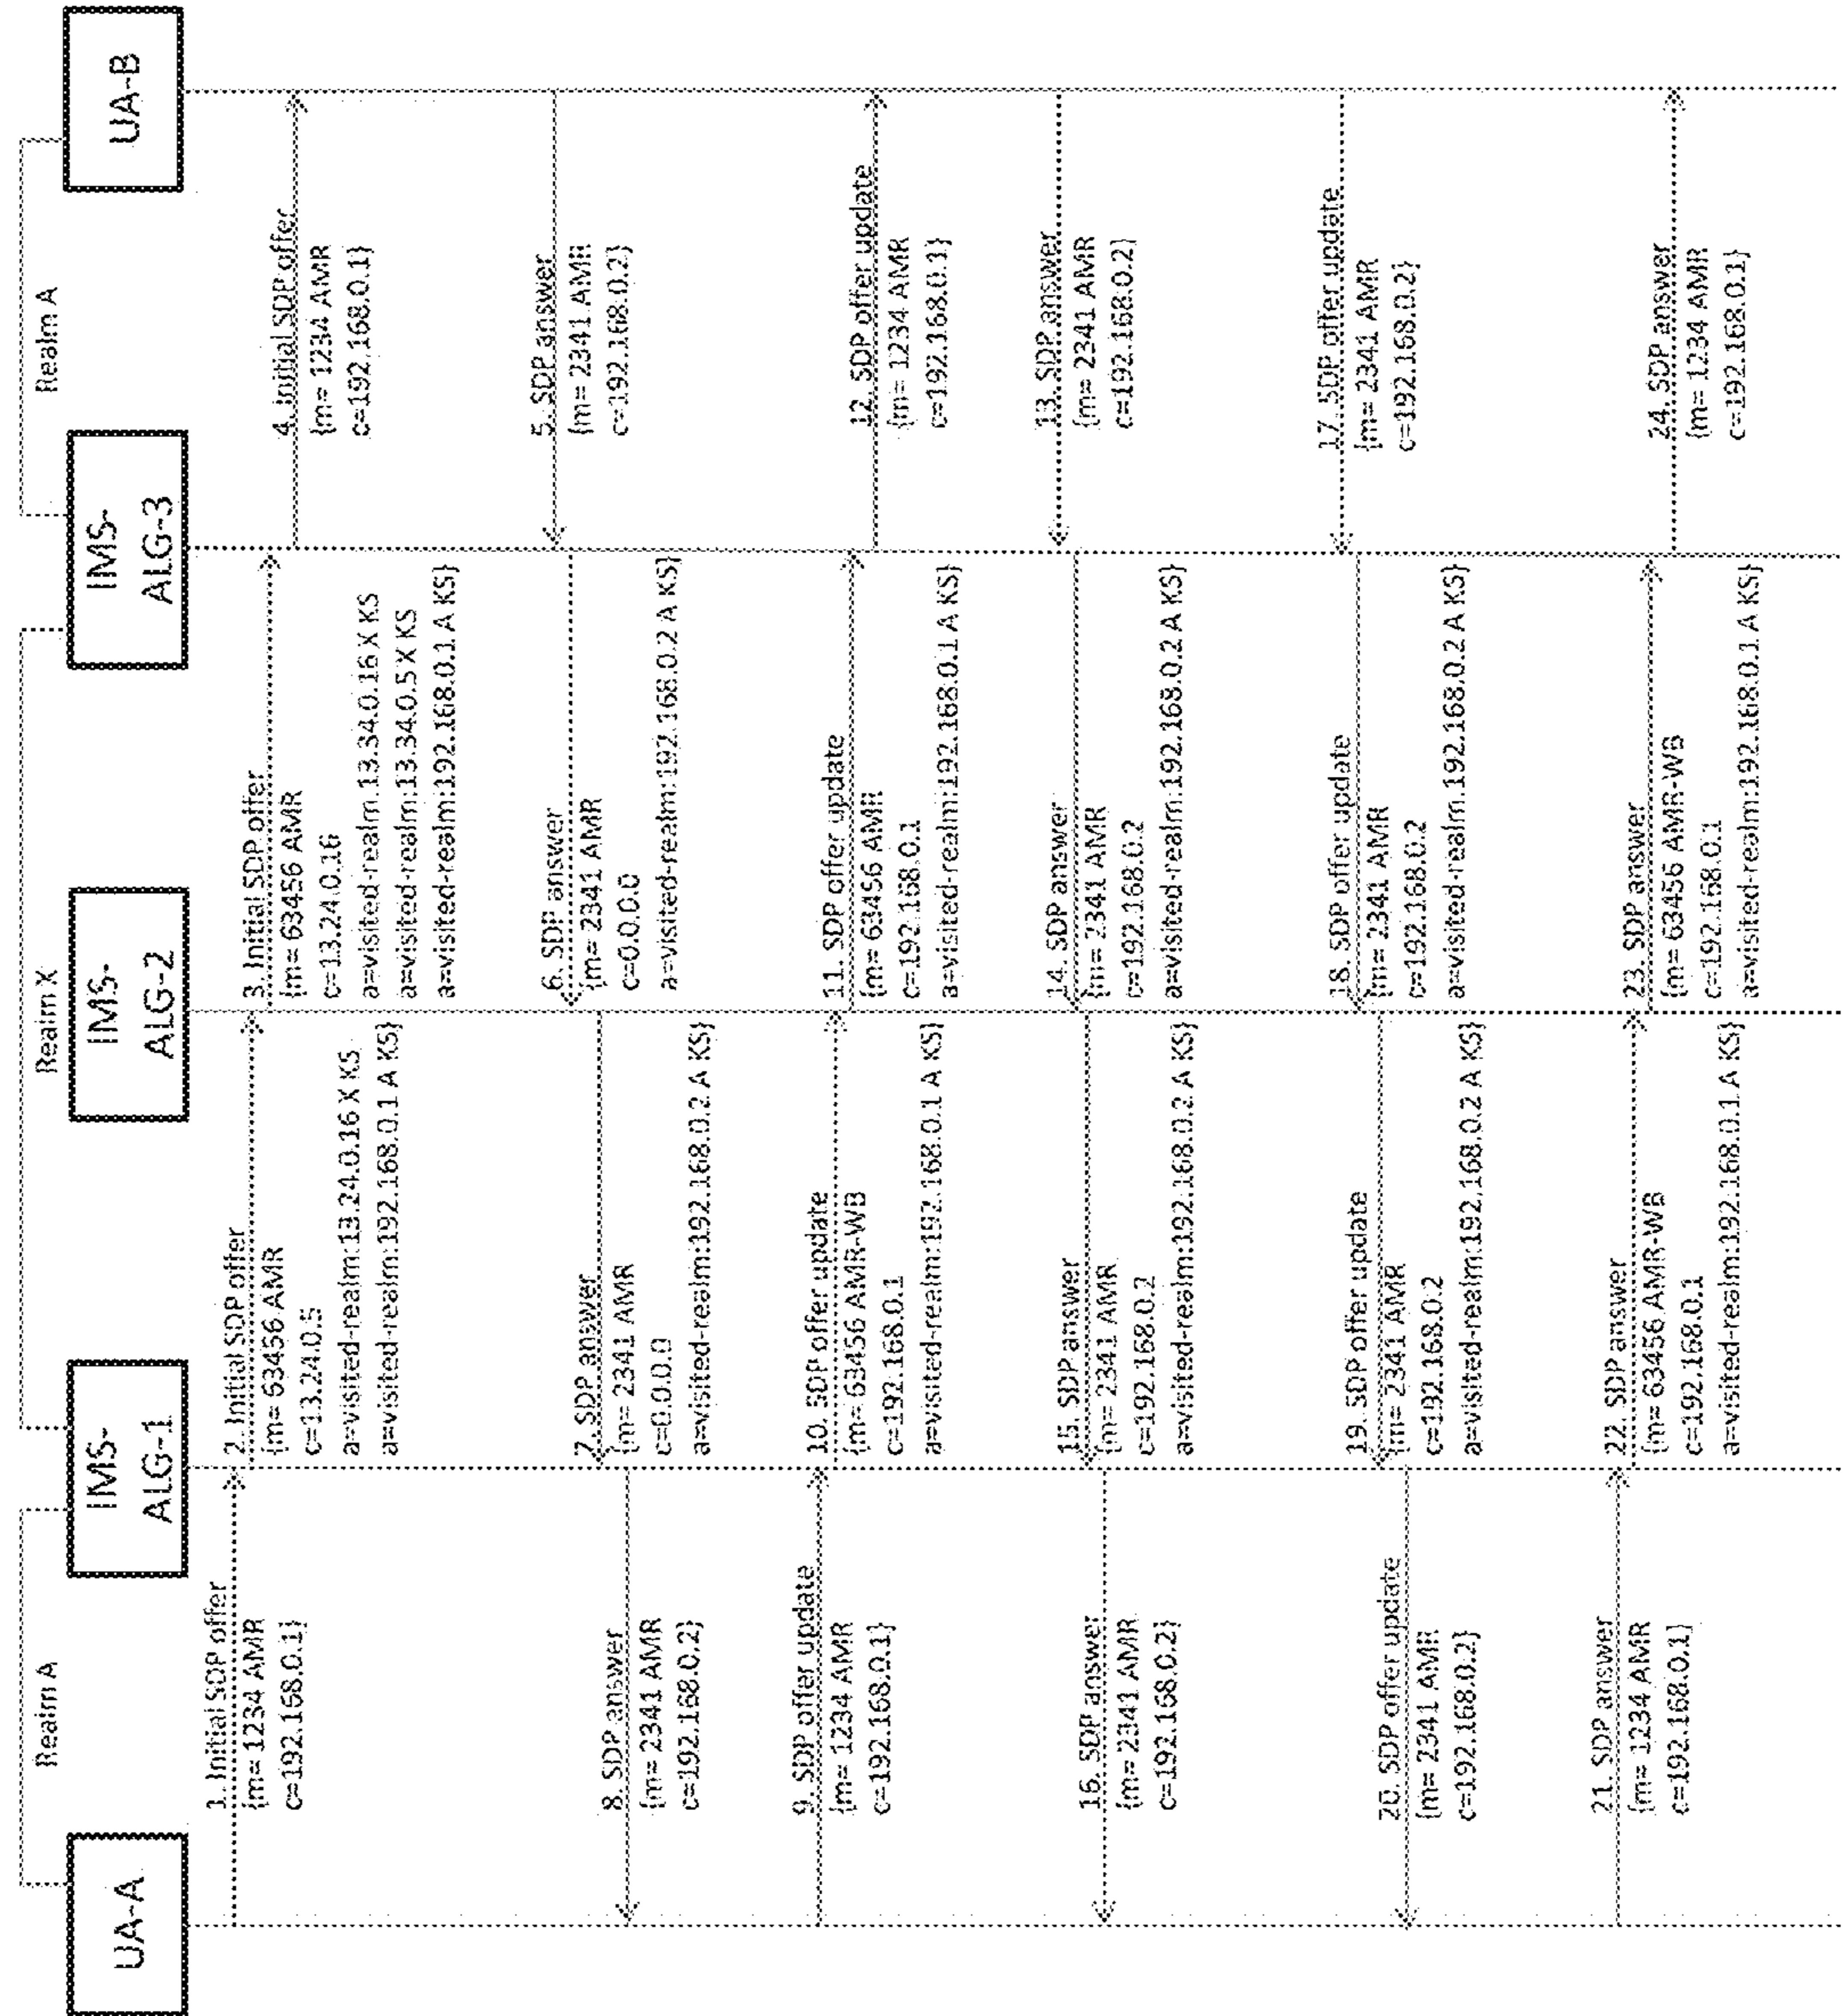 Realm A
Realm X
Realm A
UA-A
IMS-
ALG-1
IMS-
ALG-2
IMS-
ALG-3
UA-B
1. Initial SDP offer
{m= 1234 AMR
c=192.168.0.1}
2. Initial SDP offer
{m= 63456 AMR
c=13.24.0.5
a=visited-realm:13.24.0.16 X KS
a=visited-realm:192.168.0.1 A KS}
3. Initial SDP offer
{m= 63456 AMR
c=13.24.0.16
a=visited-realm:13.34.0.16 X KS
a=visited-realm:13.34.0.5 X KS
a=visited-realm:192.168.0.1 A KS}
4. Initial SDP offer
{m= 1234 AMR
c=192.168.0.1}
5. SDP answer
{m= 2341 AMR
c=192.168.0.2}
6. SDP answer
{m= 2341 AMR
c=0.0.0.0
a=visited-realm:192.168.0.2 A KS}
7. SDP answer
{m= 2341 AMR
c=0.0.0.0
a=visited-realm:192.168.0.2 A KS}
8. SDP answer
{m= 2341 AMR
c=192.168.0.2}
9. SDP offer update
{m= 1234 AMR
c=192.168.0.1}
10. SDP offer update
{m= 63456 AMR-WB
c=192.168.0.1
a=visited-realm:192.168.0.1 A KS}
11. SDP offer update
{m= 63456 AMR
c=192.168.0.1
a=visited-realm:192.168.0.1 A KS}
12. SDP offer update
{m= 1234 AMR
c=192.168.0.1}
13. SDP answer
{m= 2341 AMR
c=192.168.0.2}
14. SDP answer
{m= 2341 AMR
c=192.168.0.2
a=visited-realm:192.168.0.2 A KS}
15. SDP answer
{m= 2341 AMR
c=192.168.0.2
a=visited-realm:192.168.0.2 A KS}
16. SDP answer
{m= 2341 AMR
c=192.168.0.2}
17. SDP offer update
{m= 2341 AMR
c=192.168.0.2}
18. SDP offer update
{m= 2341 AMR
c=192.168.0.2
a=visited-realm:192.168.0.2 A KS}
19. SDP offer update
{m= 2341 AMR
c=192.168.0.2
a=visited-realm:192.168.0.2 A KS}
20. SDP offer update
{m= 2341 AMR
c=192.168.0.2}
21. SDP answer
{m= 1234 AMR
c=192.168.0.1}
22. SDP answer
{m= 63456 AMR-WB
c=192.168.0.1
a=visited-realm:192.168.0.1 A KS}
23. SDP answer
{m= 63456 AMR-WB
c=192.168.0.1
a=visited-realm:192.168.0.1 A KS}
24. SDP answer
{m= 1234 AMR
c=192.168.0.1}